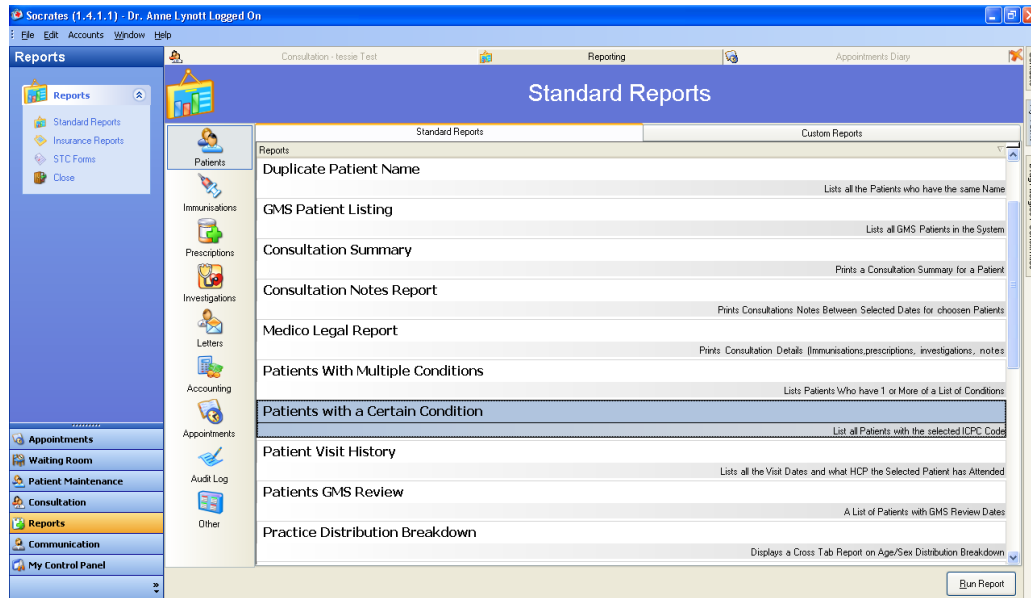 Socrates (1.4.1.1) - Dr. Anne Lynott Logged On
File Edit Accounts Window Help
Reports
Consultation - tessie Test
Reporting
Appointments Diary
Reports
Standard Reports
Insurance Reports
STC Forms
Close
Standard Reports
Standard Reports
Custom Reports
Reports
Patients
Immunisations
Prescriptions
Investigations
Letters
Accounting
Appointments
Audit Log
Other
Duplicate Patient Name
Lists all the Patients who have the same Name
GMS Patient Listing
Lists all GMS Patients in the System
Consultation Summary
Prints a Consultation Summary for a Patient
Consultation Notes Report
Prints Consultations Notes Between Selected Dates for choosen Patients
Medico Legal Report
Prints Consultation Details (Immunisations,prescriptions, investigations, notes
Patients With Multiple Conditions
Lists Patients Who have 1 or More of a List of Conditions
Patients with a Certain Condition
List all Patients with the selected ICPC Code
Patient Visit History
Lists all the Visit Dates and what HCP the Selected Patient has Attended
Patients GMS Review
A List of Patients with GMS Review Dates
Practice Distribution Breakdown
Displays a Cross Tab Report on Age/Sex Distribution Breakdown
Appointments
Waiting Room
Patient Maintenance
Consultation
Reports
Communication
My Control Panel
Run Report